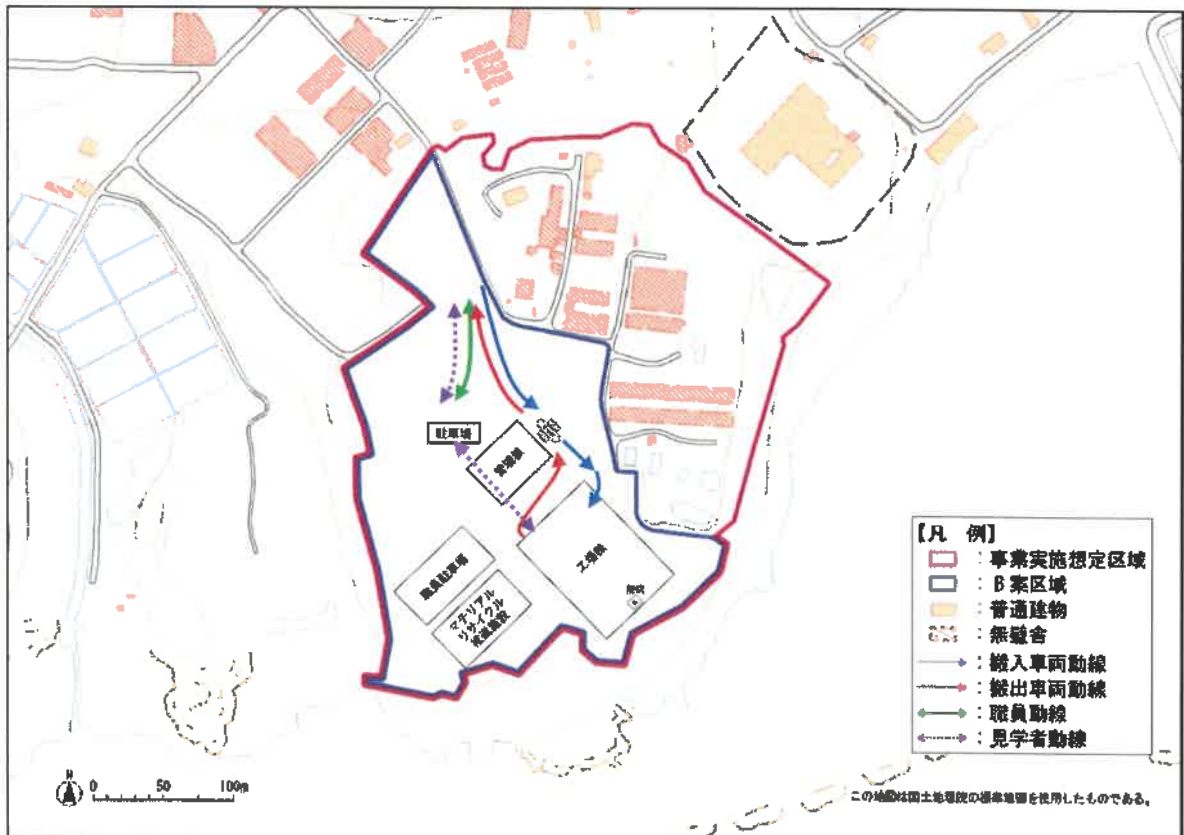 駐車場
管理棟
工場棟
煙突
職員駐車場
マテリアル
リサイクル
推進施設
【凡 例】
：事業実施想定区域
：B案区域
：普通建物
：無壁舎
：搬入車両動線
：搬出車両動線
：職員動線
：見学者動線
N
0 50 100m
この地図は国土地理院の標準地図を使用したものである。